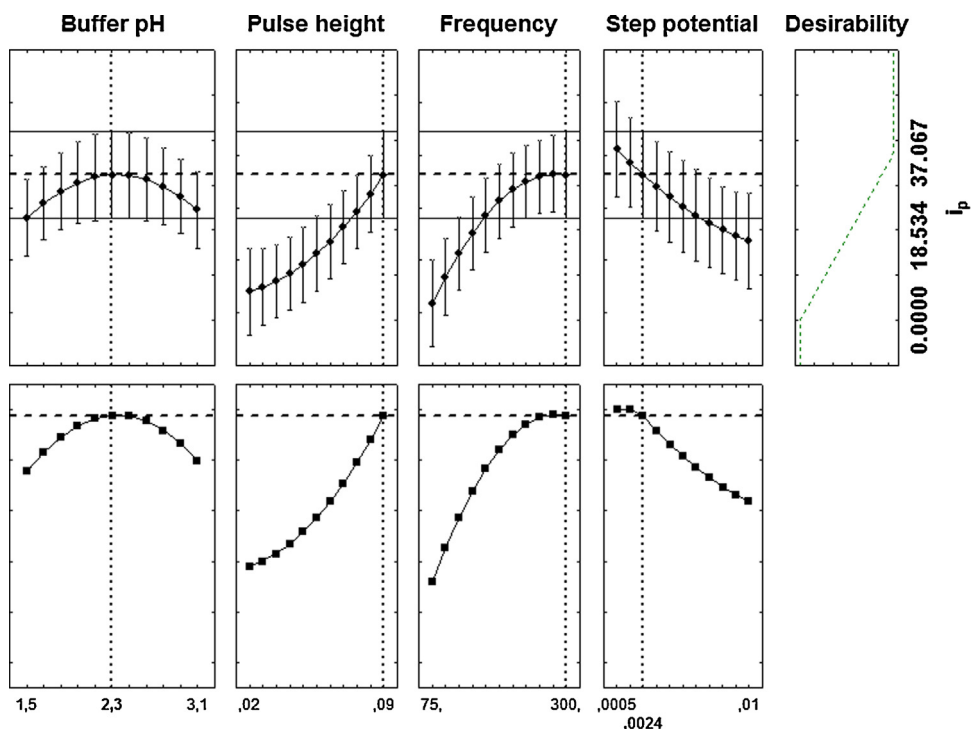 Buffer pH
Pulse height
Frequency
Step potential
Desirability
0.0000 18.534 37.067
iₚ
1,5 2,3 3,1
,02 ,09
75, 300,
,0005 ,01
,0024